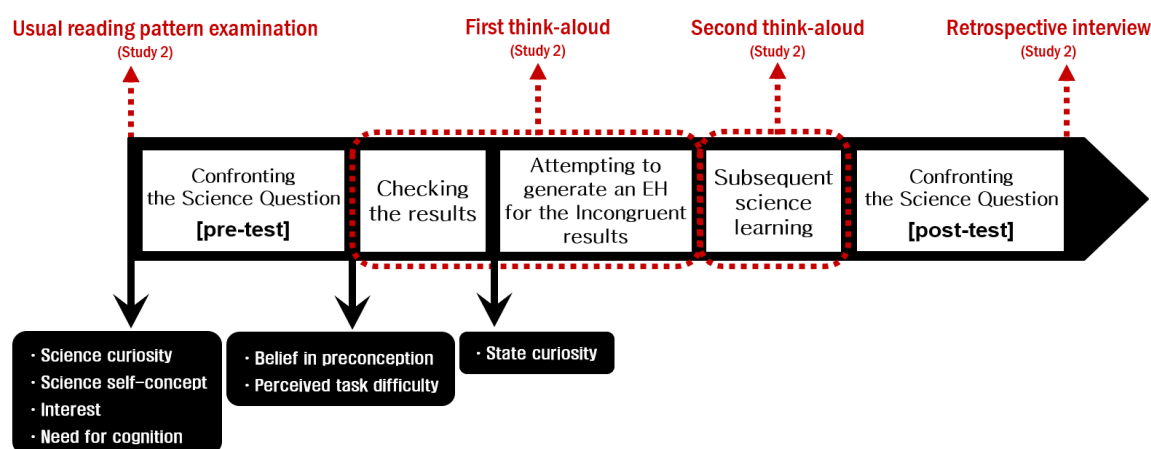 Usual reading pattern examination
(Study 2)
First think-aloud
(Study 2)
Second think-aloud
(Study 2)
Retrospective interview
(Study 2)
Confronting
the Science Question
[pre-test]
Checking
the results
Attempting to
generate an EH
for the Incongruent
results
Subsequent
science
learning
Confronting
the Science Question
[post-test]
· Science curiosity
· Science self-concept
· Interest
· Need for cognition
· Belief in preconception
· Perceived task difficulty
· State curiosity